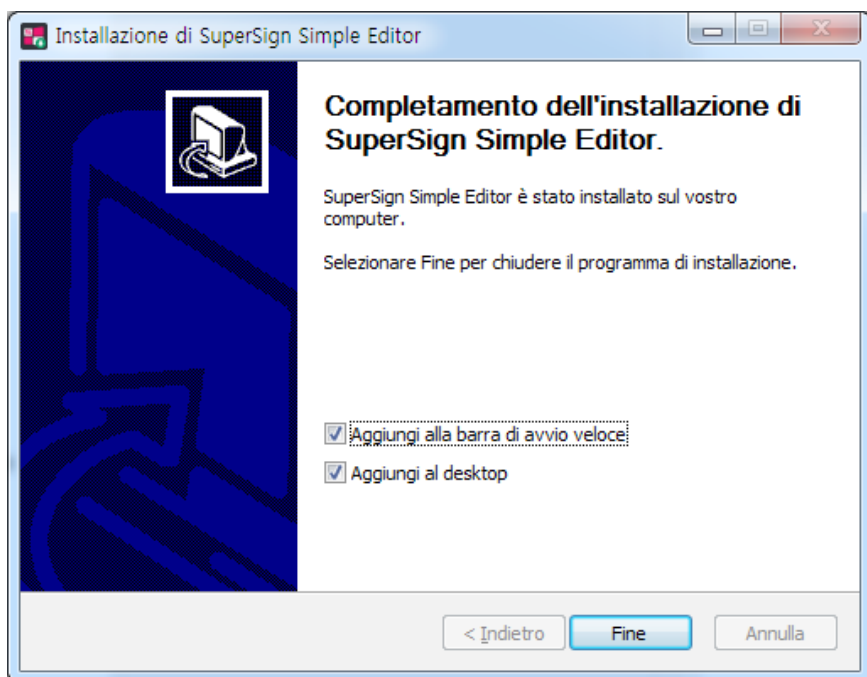 Installazione di SuperSign Simple Editor
Completamento dell'installazione di
SuperSign Simple Editor.
SuperSign Simple Editor è stato installato sul vostro
computer.
Selezionare Fine per chiudere il programma di installazione.
Aggiungi alla barra di avvio veloce
Aggiungi al desktop
< Indietro
Fine
Annulla